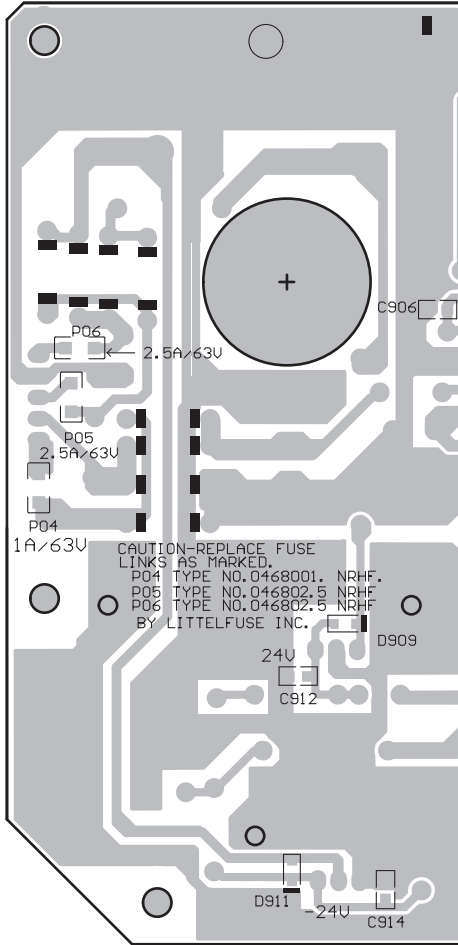 C906
P06
2.5A/63V
P05
2.5A/63V
P04
1A/63V
CAUTION-REPLACE FUSE
LINKS AS MARKED.
P04 TYPE NO.0468001. NRHF.
P05 TYPE NO.046802.5 NRHF
P06 TYPE NO.046802.5 NRHF
BY LITTELFUSE INC.
D909
24V
C912
D911
-24V
C914